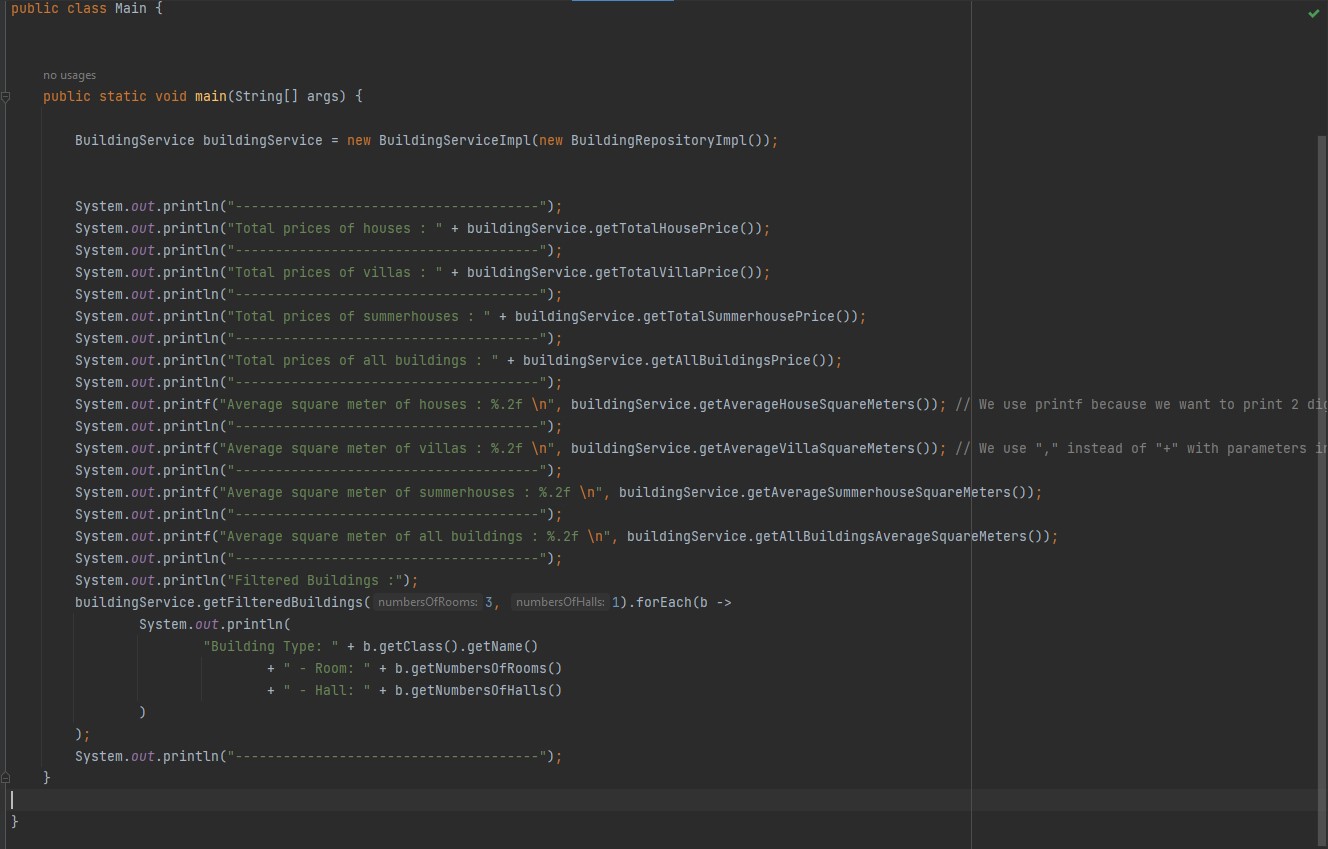 public class Main {
no usages
public static void main(String[] args) {
BuildingService buildingService = new BuildingServiceImpl(new BuildingRepositoryImpl());
System.out.println("--------------------------------------");
System.out.println("Total prices of houses : " + buildingService.getTotalHousePrice());
System.out.println("--------------------------------------");
System.out.println("Total prices of villas : " + buildingService.getTotalVillaPrice());
System.out.println("--------------------------------------");
System.out.println("Total prices of summerhouses : " + buildingService.getTotalSummerhousePrice());
System.out.println("--------------------------------------");
System.out.println("Total prices of all buildings : " + buildingService.getAllBuildingsPrice());
System.out.println("--------------------------------------");
System.out.printf("Average square meter of houses : %.2f \n", buildingService.getAverageHouseSquareMeters()); // We use printf because we want to print 2
System.out.println("--------------------------------------");
System.out.printf("Average square meter of villas : %.2f \n", buildingService.getAverageVillaSquareMeters()); // We use "," instead of "+" with parameters
System.out.println("--------------------------------------");
System.out.printf("Average square meter of summerhouses : %.2f \n", buildingService.getAverageSummerhouseSquareMeters());
System.out.println("--------------------------------------");
System.out.printf("Average square meter of all buildings : %.2f \n", buildingService.getAllBuildingsAverageSquareMeters());
System.out.println("--------------------------------------");
System.out.println("Filtered Buildings :");
buildingService.getFilteredBuildings( numbersOfRooms: 3, numbersOfHalls: 1).forEach(b ->
System.out.println(
"Building Type: " + b.getClass().getName()
+ " - Room: " + b.getNumbersOfRooms()
+ " - Hall: " + b.getNumbersOfHalls()
)
);
System.out.println("--------------------------------------");
}
}